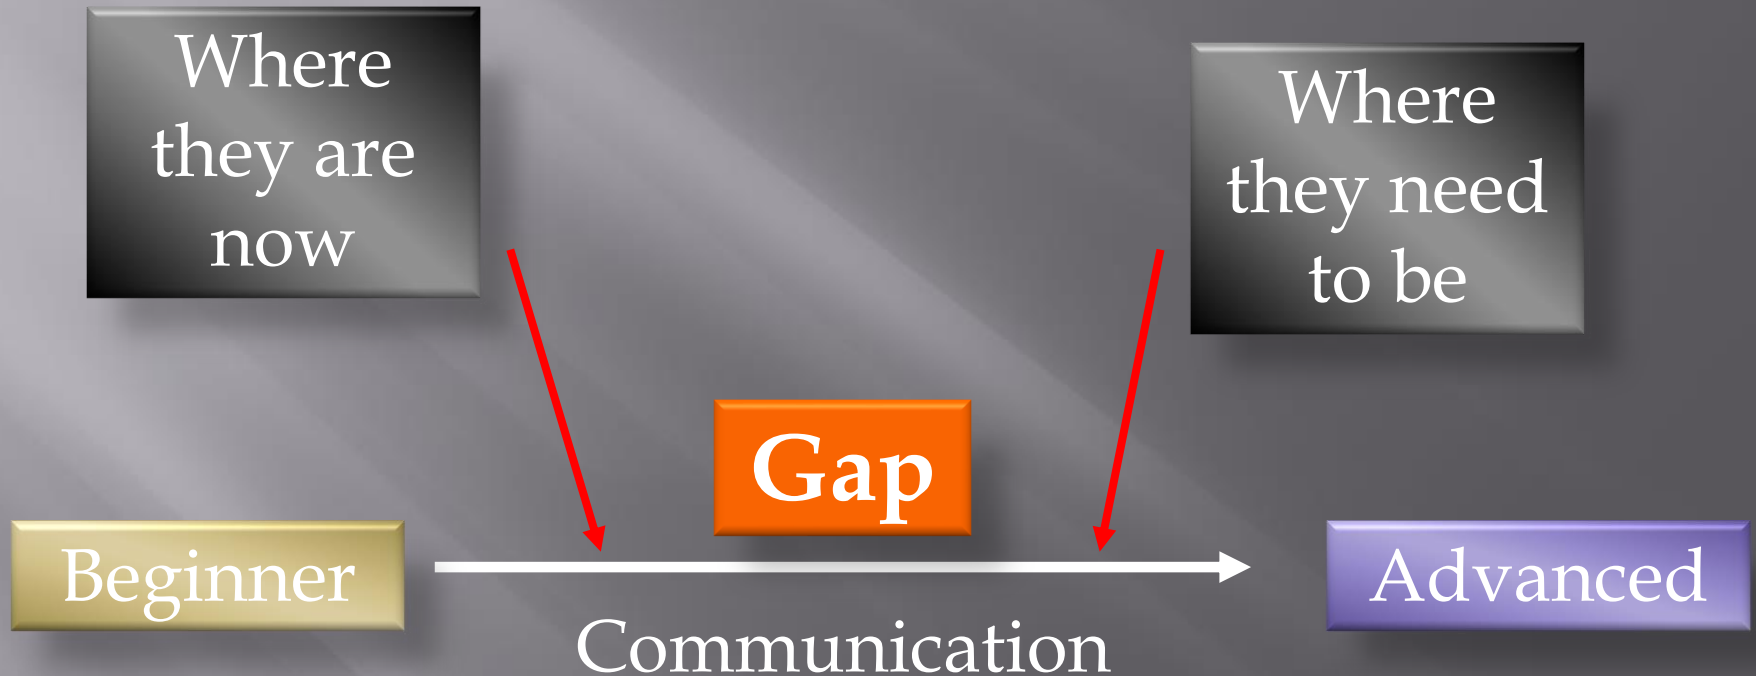 Where
they are
now
Where
they need
to be
Gap
Beginner
Advanced
Communication